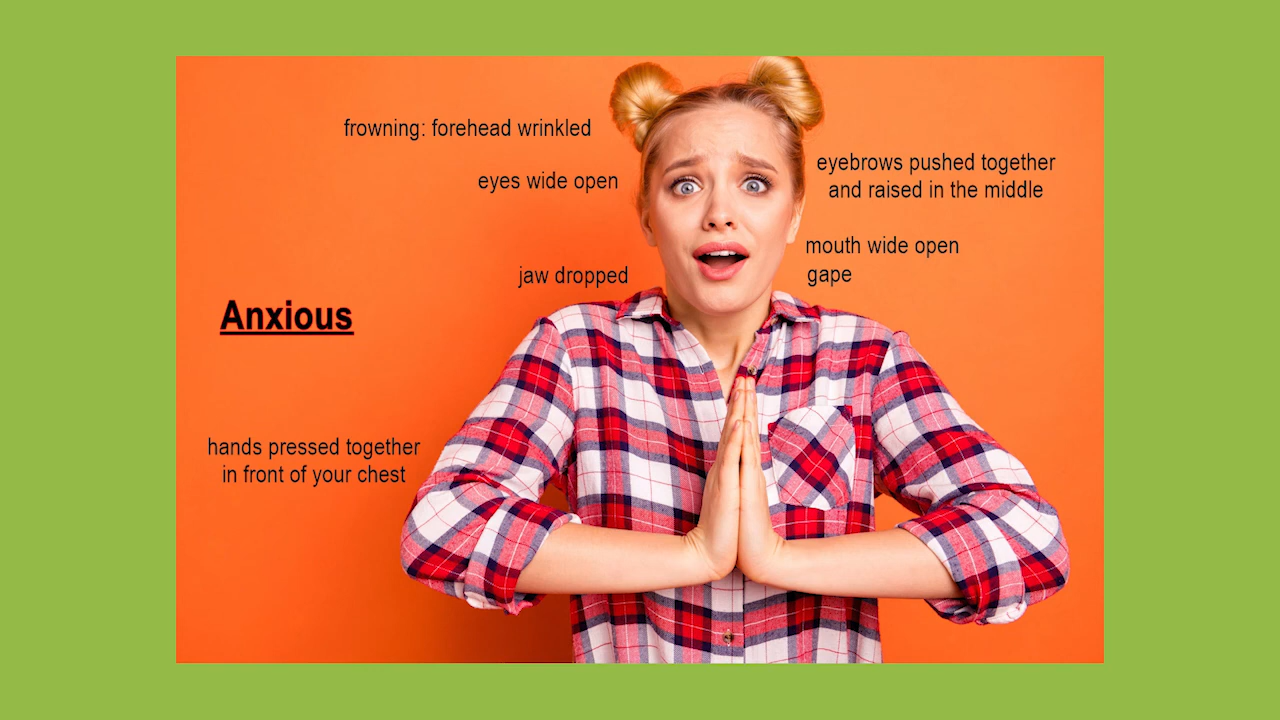 frowning: forehead wrinkled
eyes wide open
eyebrows pushed together
and raised in the middle
mouth wide open
gape
jaw dropped
Anxious
hands pressed together
in front of your chest